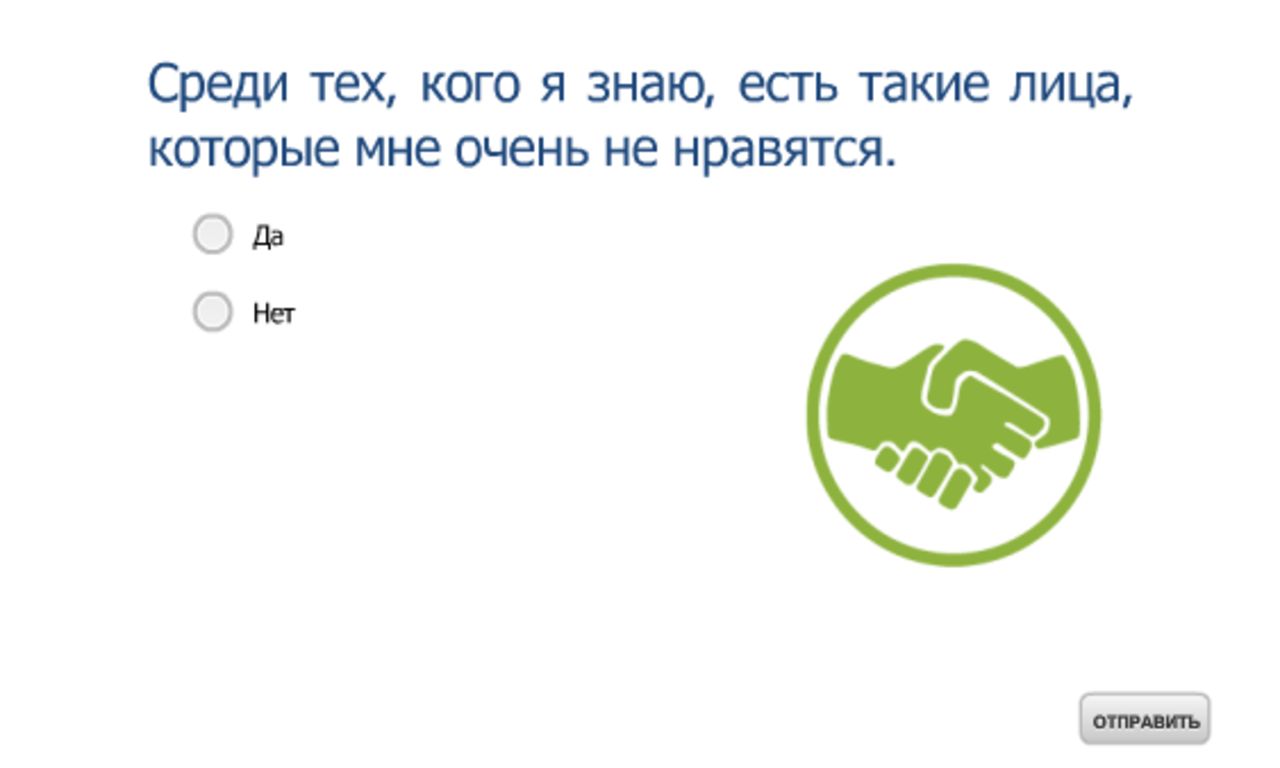 Среди тех, кого я знаю, есть такие лица,
которые мне очень не нравятся.
Да
Нет
ОТПРАВИТЬ